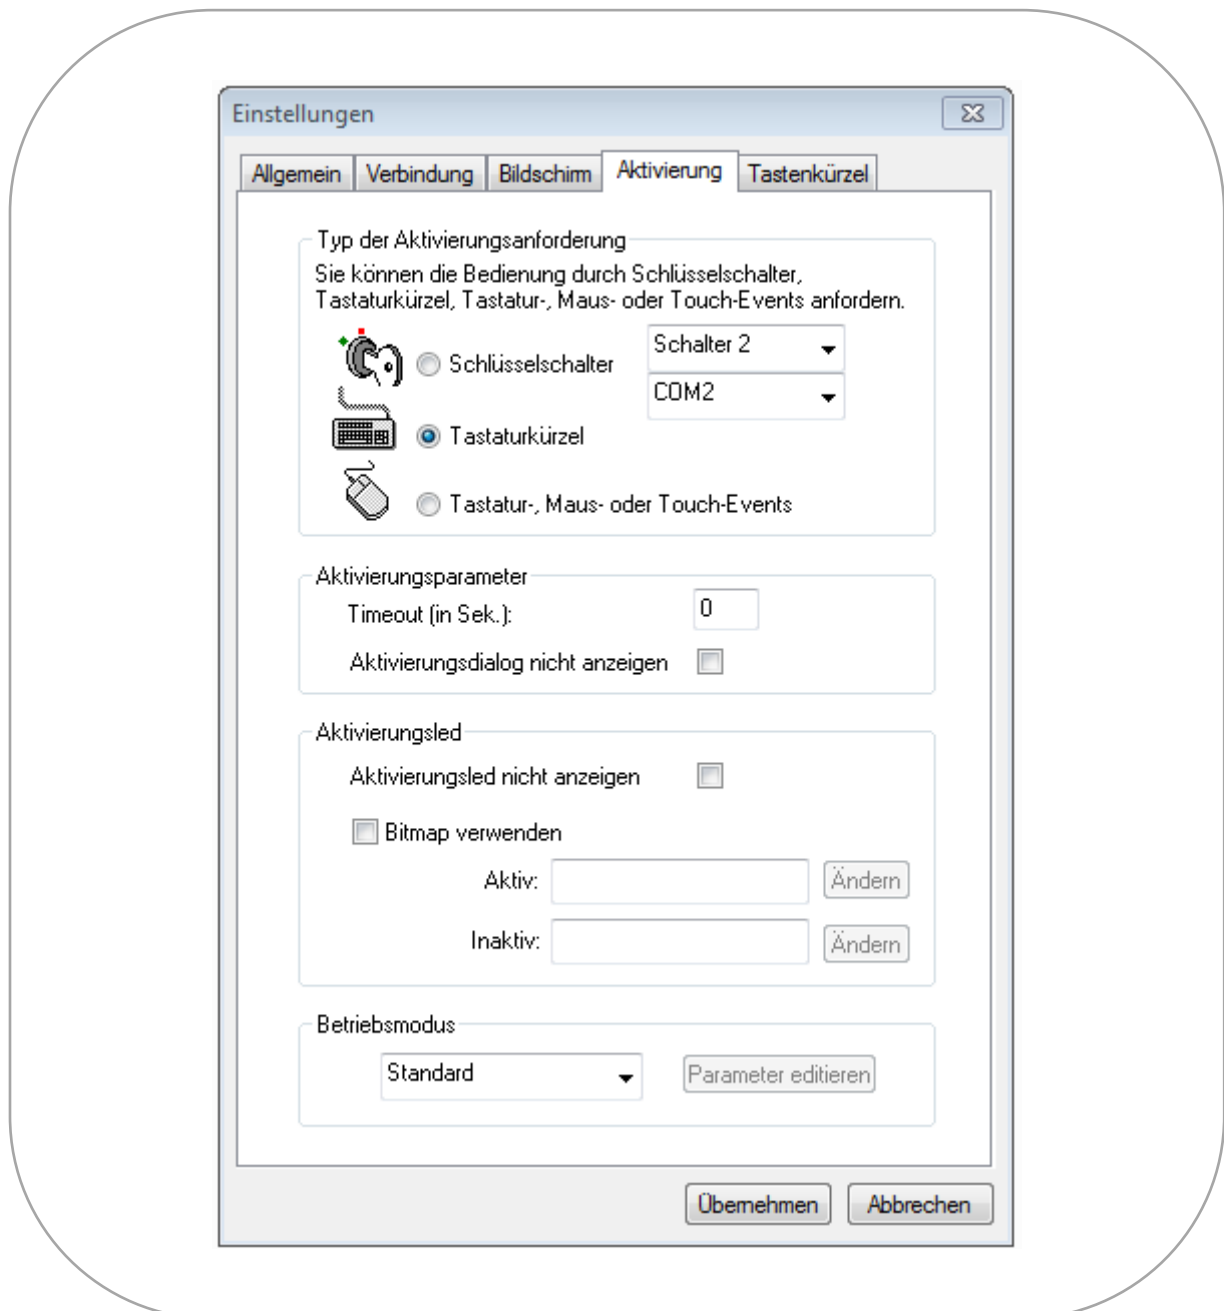 Einstellungen
Allgemein Verbindung Bildschirm Aktivierung Tastenkürzel
Typ der Aktivierungsanforderung
Sie können die Bedienung durch Schlüsselschalter,
Tastaturkürzel, Tastatur-, Maus- oder Touch-Events anfordern.
Schlüsselschalter Schalter 2
COM2
Tastaturkürzel
Tastatur-, Maus- oder Touch-Events
Aktivierungsparameter
Timeout (in Sek.): 0
Aktivierungsdialog nicht anzeigen
Aktivierungsled
Aktivierungsled nicht anzeigen
Bitmap verwenden
Aktiv: Ändern
Inaktiv: Ändern
Betriebsmodus
Standard Parameter editieren
Übernehmen Abbrechen